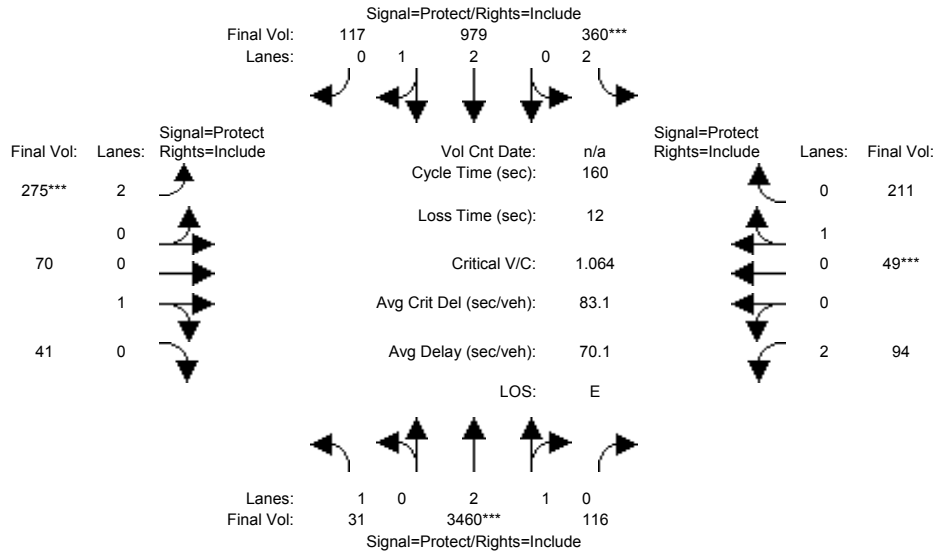 Signal=Protect/Rights=Include
Final Vol: 117 979 360***
Lanes: 0 1 2 0 2
Signal=Protect
Final Vol: Lanes: Rights=Include
Vol Cnt Date: n/a
Signal=Protect
Rights=Include Lanes: Final Vol:
Cycle Time (sec): 160
275*** 2
0 211
Loss Time (sec): 12
0
1
70 0
Critical V/C: 1.064
0 49***
1
Avg Crit Del (sec/veh): 83.1
0
41 0
Avg Delay (sec/veh): 70.1
2 94
LOS: E
Lanes: 1 0 2 1 0
Final Vol: 31 3460*** 116
Signal=Protect/Rights=Include